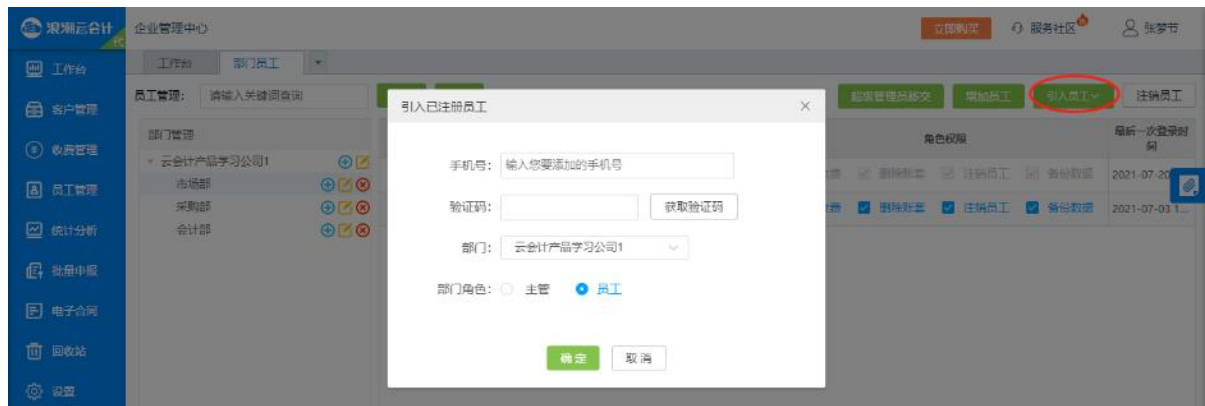 浪潮云会计 企业管理中心 立即购买 服务社区 张梦节
代
工作台 工作台 部门员工
客户管理 员工管理： 请输入关键词查询 超级管理员移交 增加员工 引入员工 注销员工
收费管理 部门管理 角色权限 最后一次登录时间
员工管理 云会计产品学习公司1 删除账套 注销员工 备份数据 2021-07-20
市场部
采购部 删除账套 注销员工 备份数据 2021-07-03 1...
统计分析 会计部
批量申报
电子合同
回收站
设置
引入已注册员工
手机号： 输入您要添加的手机号
验证码： 获取验证码
部门： 云会计产品学习公司1
部门角色： 主管 员工
确定 取消